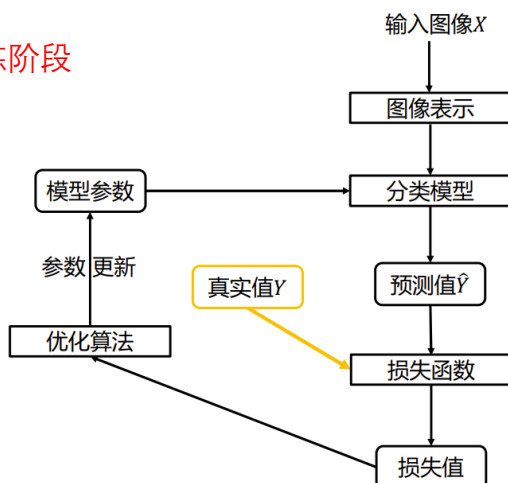 输入图像X
阶段
图像表示
模型参数
分类模型
参数 更新
真实值Y
预测值Ŷ
优化算法
损失函数
损失值